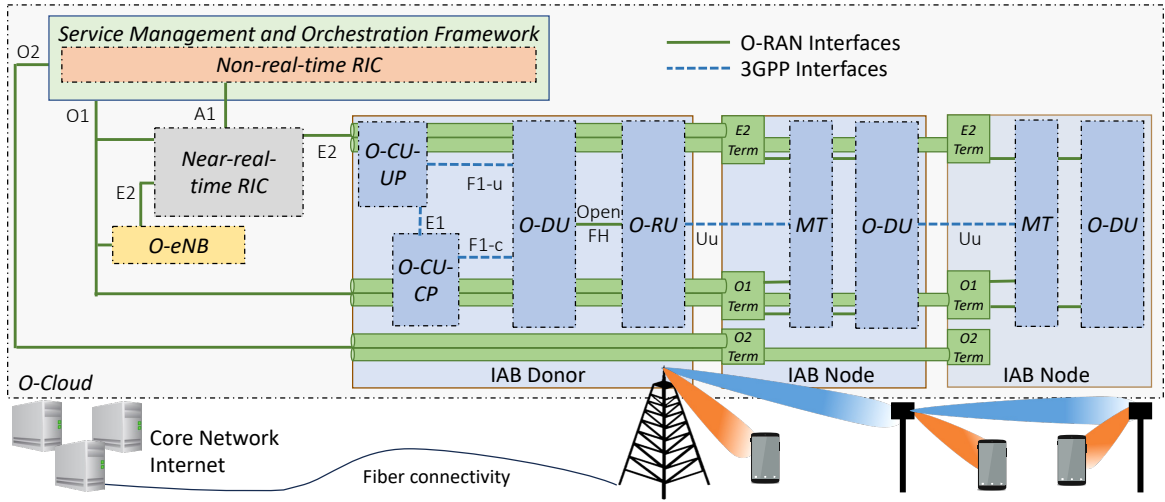 Service Management and Orchestration Framework
Non-real-time RIC
O2
O-RAN Interfaces
3GPP Interfaces
O1
A1
Near-real-
time RIC
E2
E2
O-eNB
O-CU-
UP
F1-u
E1
F1-c
O-CU-
CP
O-DU
Open
FH
O-RU
Uu
E2
Term
MT
O-DU
O1
Term
O2
Term
Uu
E2
Term
MT
O-DU
O1
Term
O2
Term
IAB Donor
IAB Node
IAB Node
O-Cloud
Core Network
Internet
Fiber connectivity